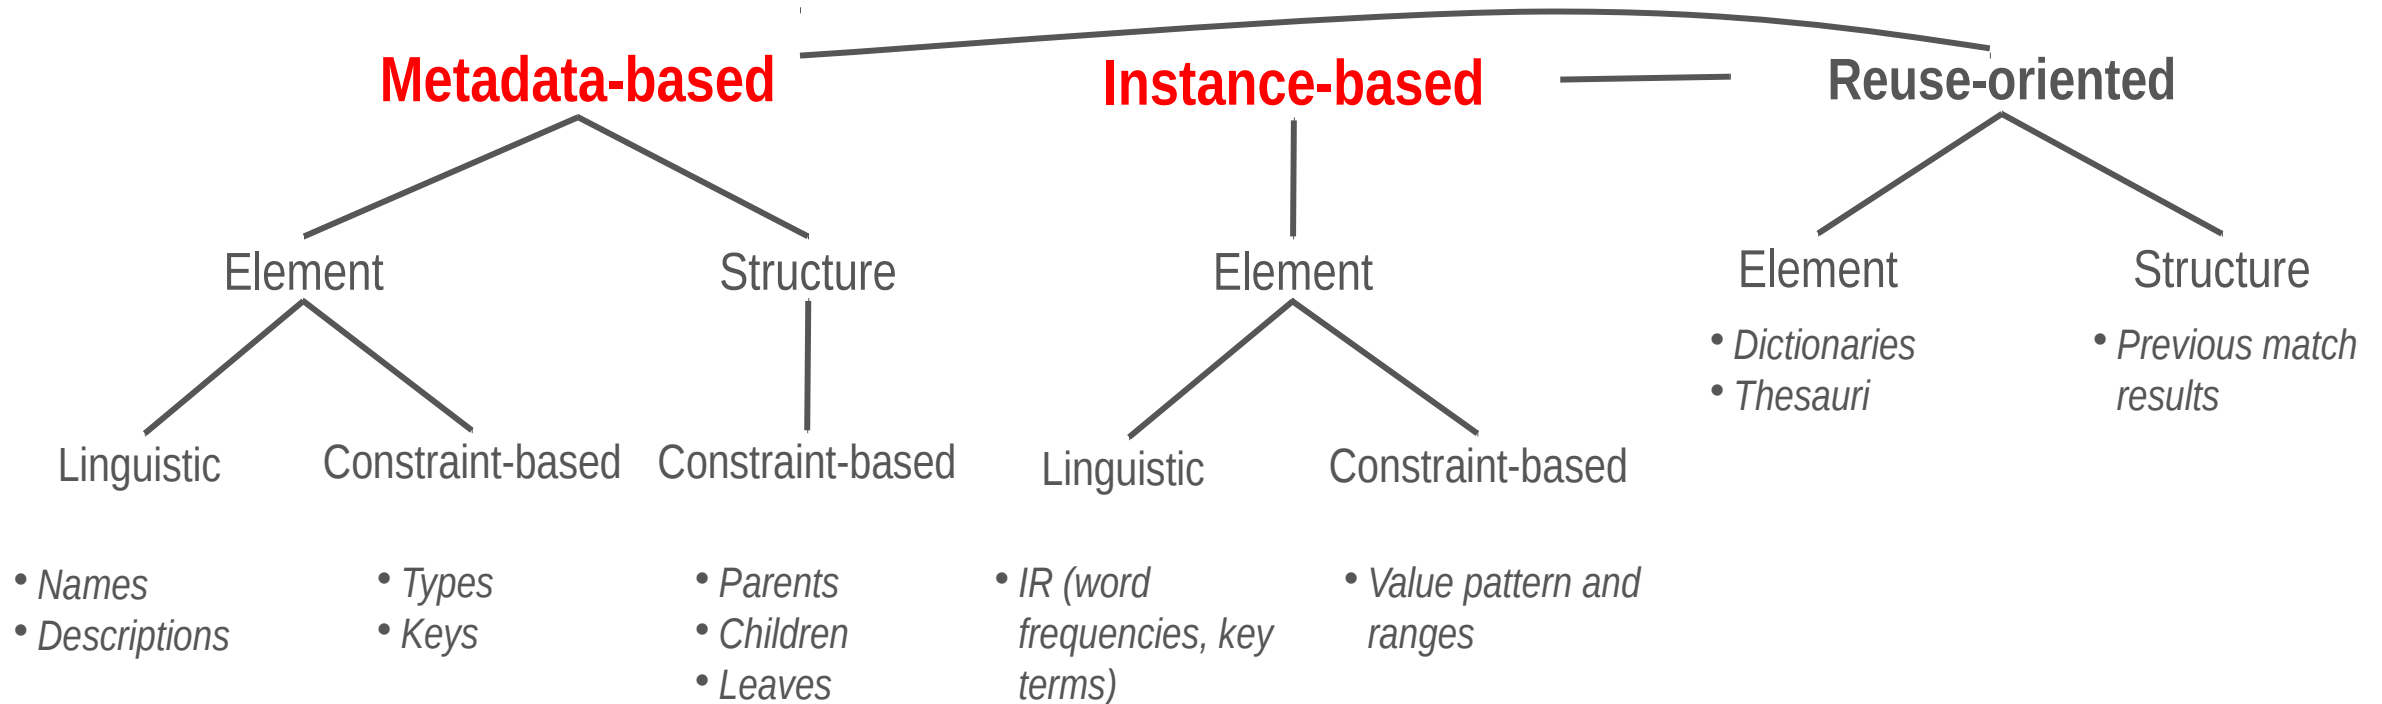 Metadata-based
Instance-based
Reuse-oriented
Element
Structure
Element
Element
Structure
• Dictionaries
• Thesauri
• Previous match
results
Linguistic
Constraint-based
Constraint-based
Linguistic
Constraint-based
• Names
• Descriptions
• Types
• Keys
• Parents
• Children
• Leaves
• IR (word
frequencies, key
terms)
• Value pattern and
ranges